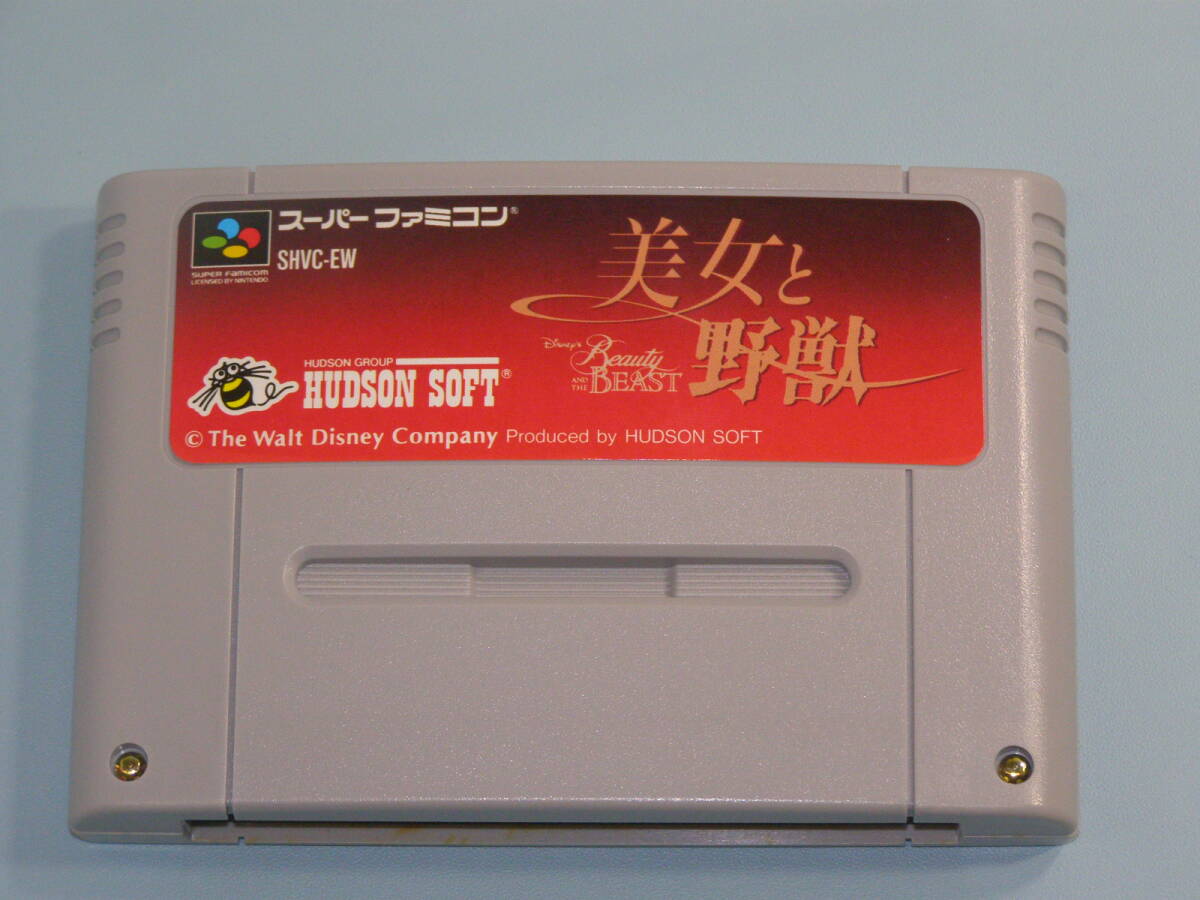 スーパーファミコン®
SHVC-EW
SUPER FAMICOM
LICENSED BY NINTENDO
美女と
野獣
Disney's
Beauty
AND THE
BEAST
HUDSON GROUP
HUDSON SOFT®
© The Walt Disney Company Produced by HUDSON SOFT